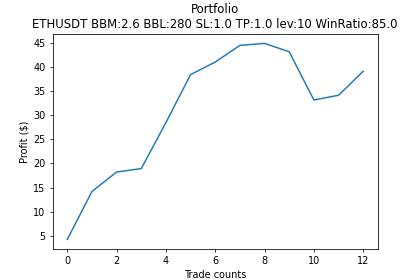 Portfolio
ETHUSDT BBM:2.6 BBL:280 SL:1.0 TP:1.0 lev:10 WinRatio:85.0
45
40
35
30
25
20
15
10
5
Profit ($)
0 2 4 6 8 10 12
Trade counts